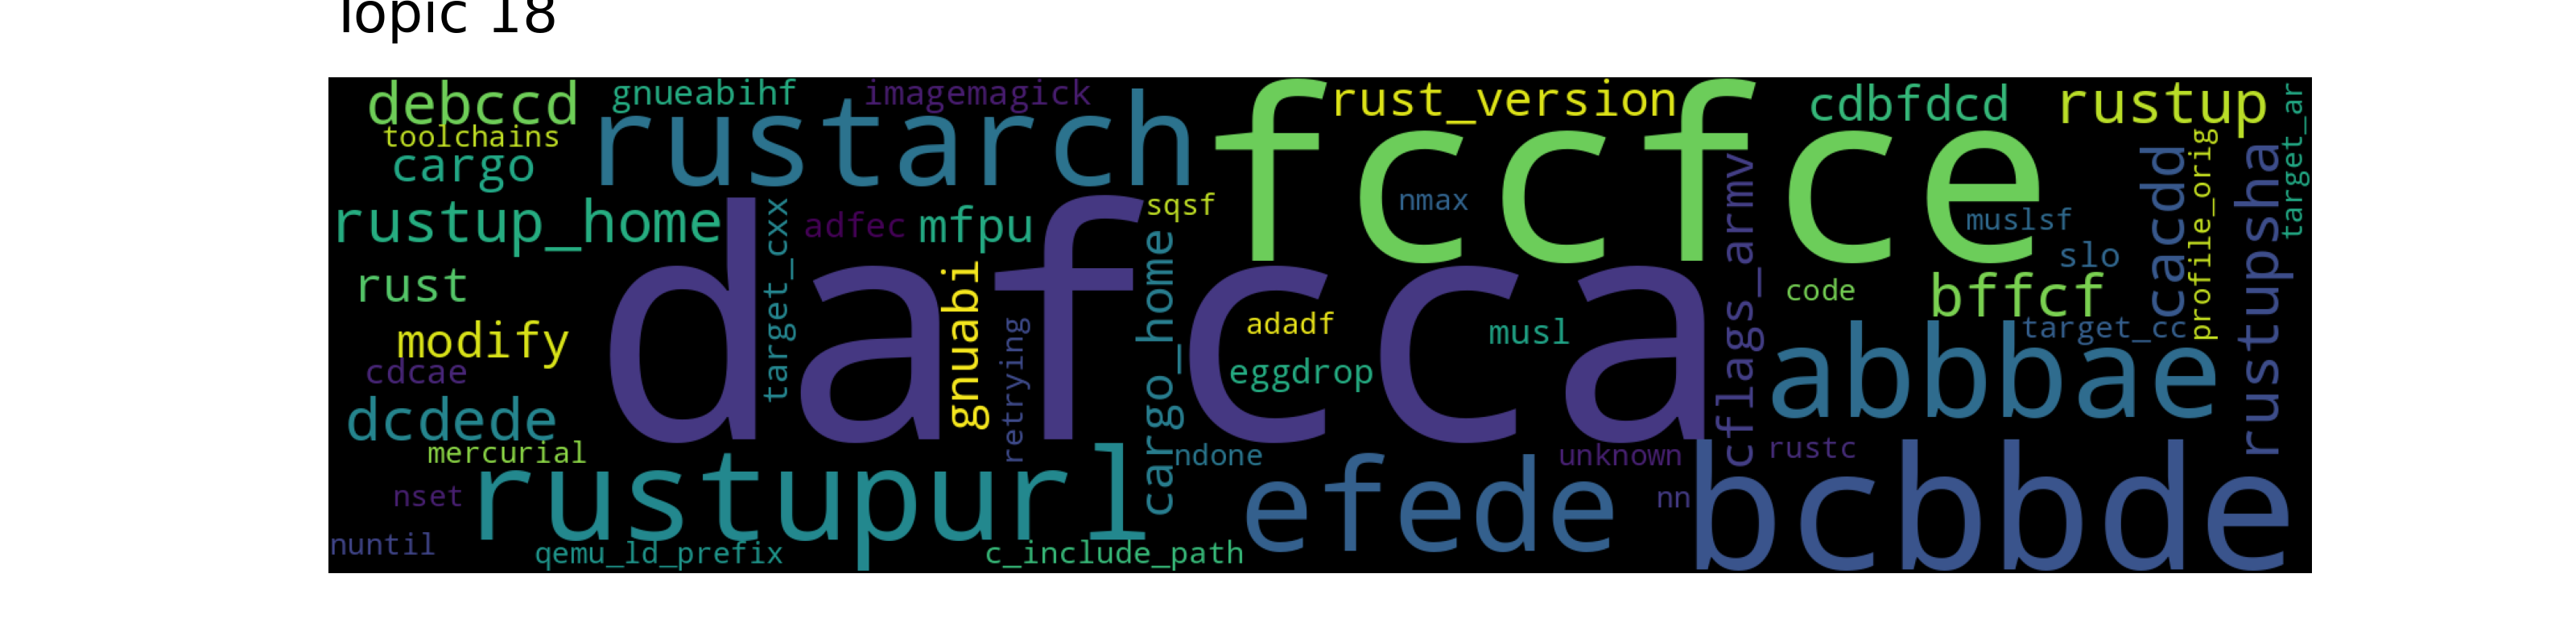 Topic 18
debccd
gnueabihf
imagemagick
rust_version
cdbfdcd
rustup
target_ar
toolchains
cargo
rustarch
fccfce
profile_orig
ccacdd
rustupsha
rustup_home
target_cxx
adfec
mfpu
sqsf
nmax
cflags_armv
muslsf
slo
rust
dafcca
gnuabi
cargo_home
code
bffcf
modify
retrying
adadf
musl
target_cc
cdcae
eggdrop
abbbae
dcdede
mercurial
ndone
unknown
rustc
nset
rustupurl
efede
nn
bcbbde
nuntil
qemu_ld_prefix
c_include_path